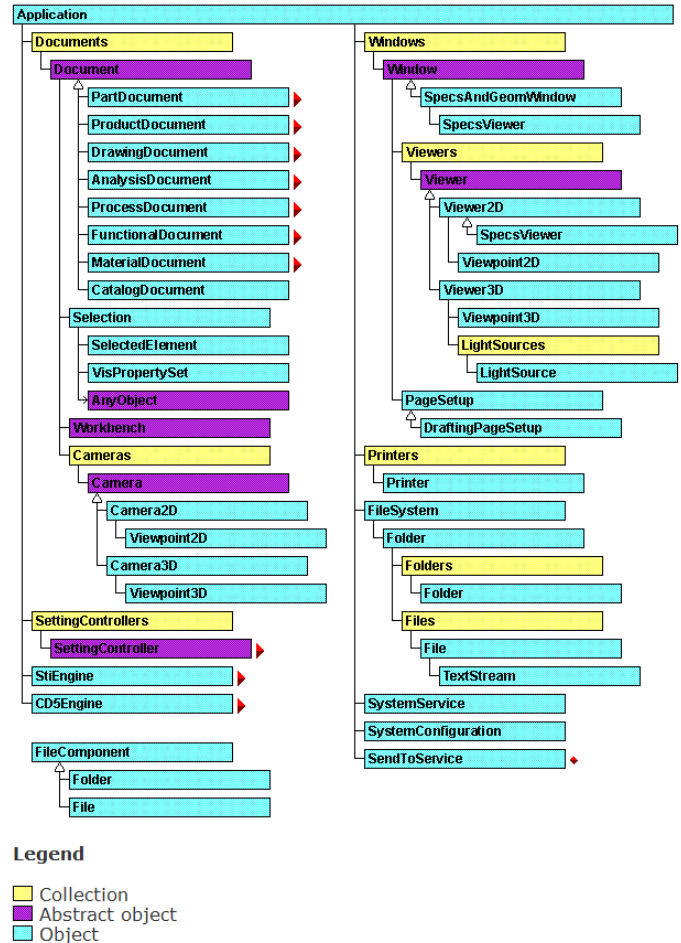 Application
Documents
Document
PartDocument
ProductDocument
DrawingDocument
AnalysisDocument
ProcessDocument
FunctionalDocument
MaterialDocument
CatalogDocument
Selection
SelectedElement
VisPropertySet
AnyObject
Workbench
Cameras
Camera
Camera2D
Viewpoint2D
Camera3D
Viewpoint3D
SettingControllers
SettingController
StiEngine
CD5Engine
FileComponent
Folder
File
Windows
Window
SpecsAndGeomWindow
SpecsViewer
Viewers
Viewer
Viewer2D
SpecsViewer
Viewpoint2D
Viewer3D
Viewpoint3D
LightSources
LightSource
PageSetup
DraftingPageSetup
Printers
Printer
FileSystem
Folder
Folders
Folder
Files
File
TextStream
SystemService
SystemConfiguration
SendToService
Legend
Collection
Abstract object
Object